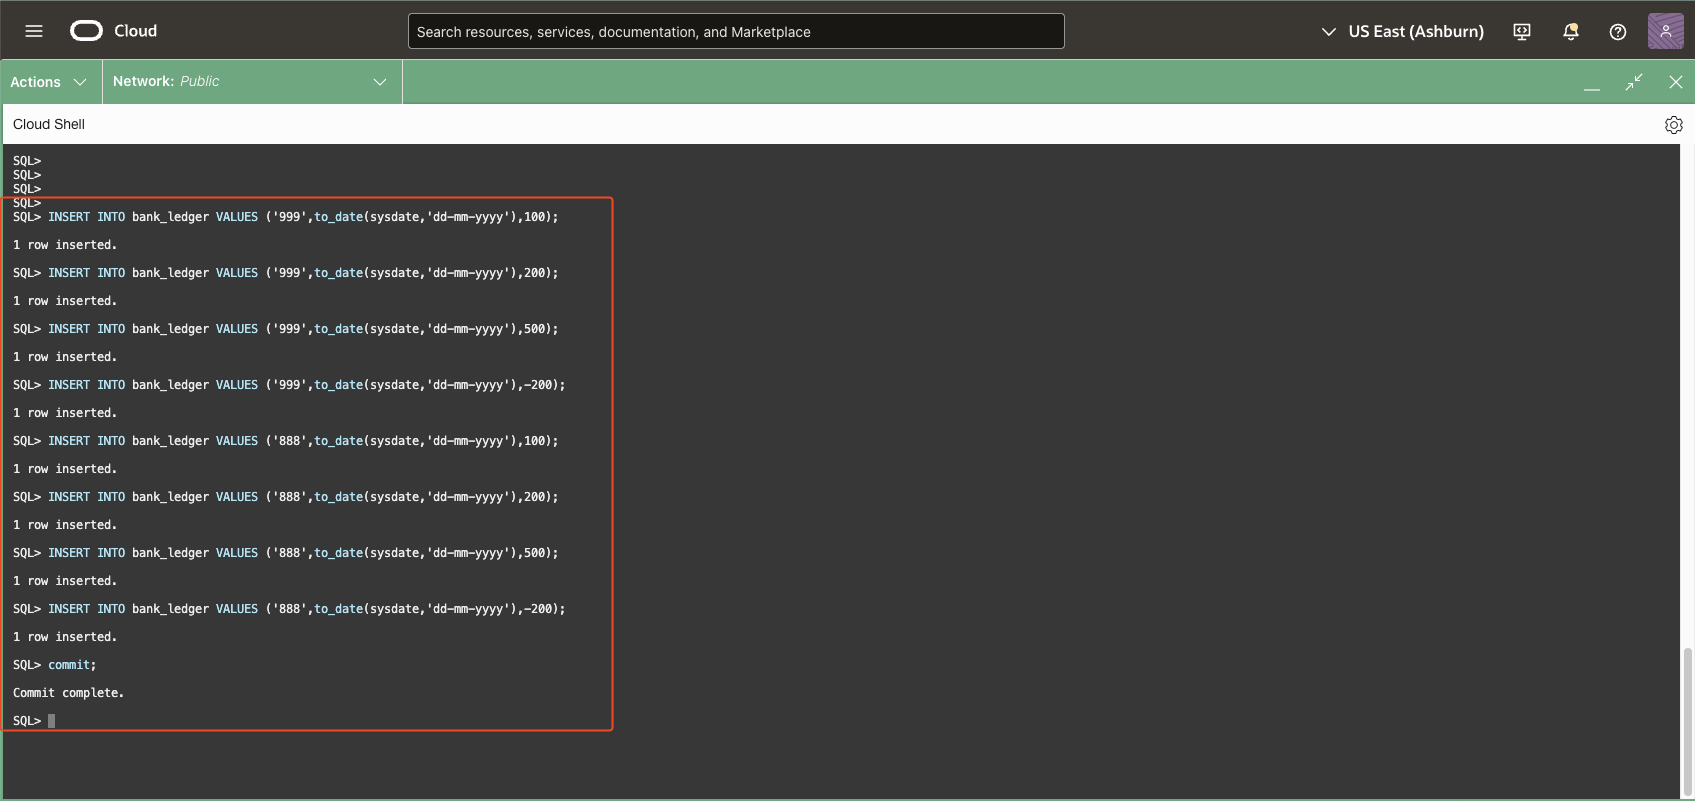 Cloud
Search resources, services, documentation, and Marketplace
US East (Ashburn)
Actions
Network: Public
Cloud Shell
SQL>
SQL>
SQL>
SQL>
SQL> INSERT INTO bank_ledger VALUES ('999',to_date(sysdate,'dd-mm-yyyy'),100);
1 row inserted.
SQL> INSERT INTO bank_ledger VALUES ('999',to_date(sysdate,'dd-mm-yyyy'),200);
1 row inserted.
SQL> INSERT INTO bank_ledger VALUES ('999',to_date(sysdate,'dd-mm-yyyy'),500);
1 row inserted.
SQL> INSERT INTO bank_ledger VALUES ('999',to_date(sysdate,'dd-mm-yyyy'),-200);
1 row inserted.
SQL> INSERT INTO bank_ledger VALUES ('888',to_date(sysdate,'dd-mm-yyyy'),100);
1 row inserted.
SQL> INSERT INTO bank_ledger VALUES ('888',to_date(sysdate,'dd-mm-yyyy'),200);
1 row inserted.
SQL> INSERT INTO bank_ledger VALUES ('888',to_date(sysdate,'dd-mm-yyyy'),500);
1 row inserted.
SQL> INSERT INTO bank_ledger VALUES ('888',to_date(sysdate,'dd-mm-yyyy'),-200);
1 row inserted.
SQL> commit;
Commit complete.
SQL>